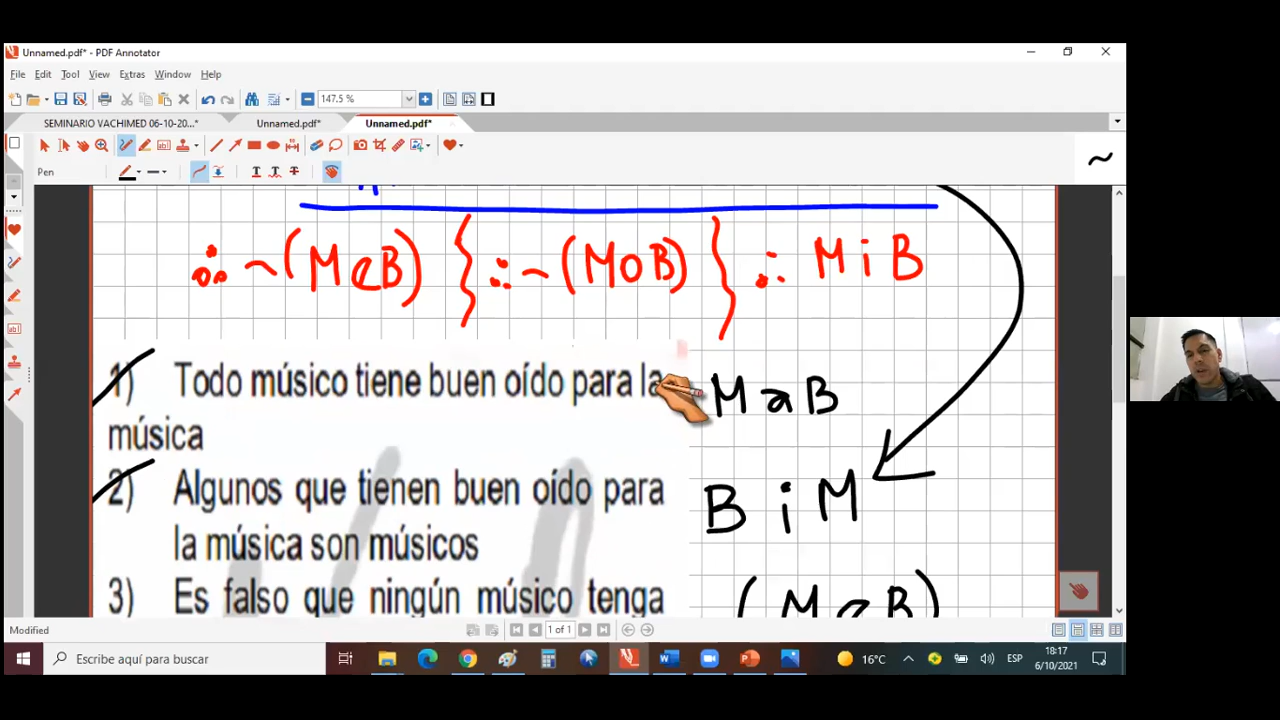 Unnamed.pdf* - PDF Annotator
File Edit Tool View Extras Window Help
147.5 %
SEMINARIO VACHIMED 06-10-20...* Unnamed.pdf* Unnamed.pdf*
Pen
∴ ~(MeB) } ∴ ~(MoB) } ∴ MiB
1) Todo músico tiene buen oído para la MaB
música
2) Algunos que tienen buen oído para BiM
la música son músicos
3) Es falso que ningún músico tenga (MeB)
Modified 1 of 1
Escribe aquí para buscar 16°C ESP 18:17
6/10/2021